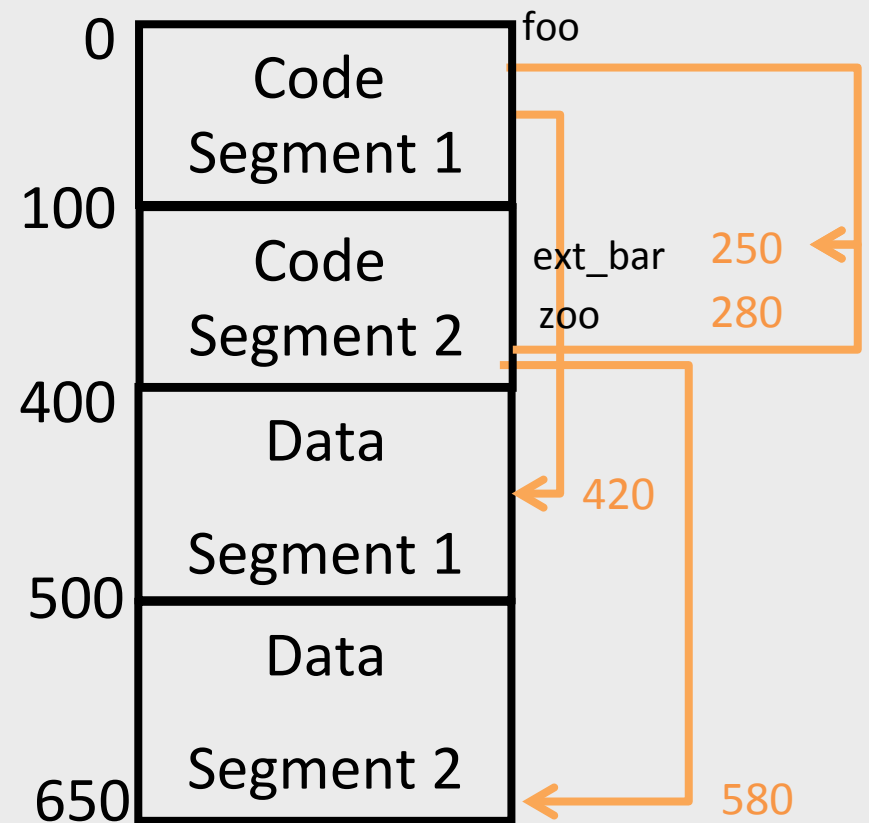 0
foo
Code
Segment 1
100
Code
Segment 2
ext_bar
250
zoo
280
400
Data
Segment 1
420
500
Data
Segment 2
650
580